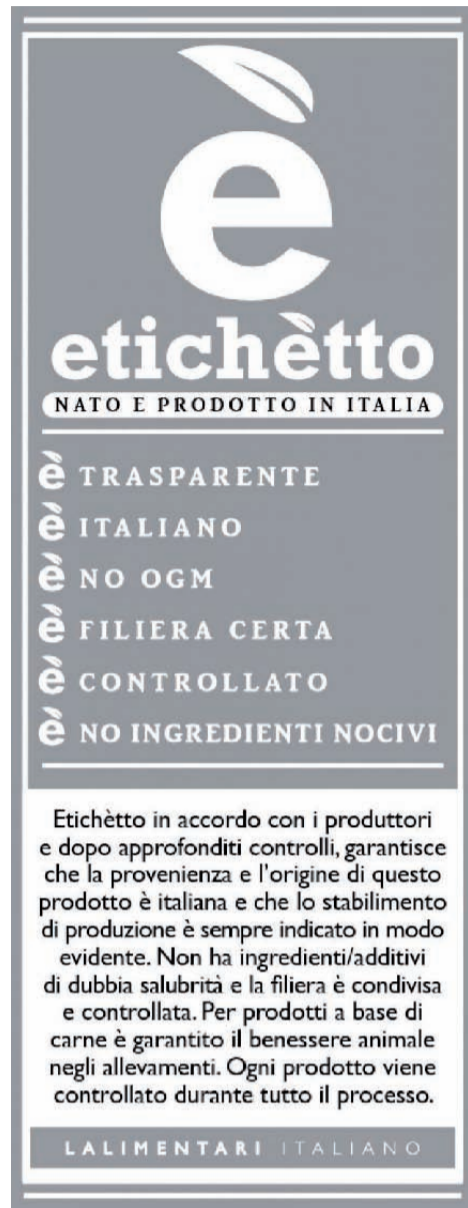 è
etichètto
NATO E PRODOTTO IN ITALIA
è TRASPARENTE
è ITALIANO
è NO OGM
è FILIERA CERTA
è CONTROLLATO
è NO INGREDIENTI NOCIVI
Etichètto in accordo con i produttori
e dopo approfonditi controlli, garantisce
che la provenienza e l'origine di questo
prodotto è italiana e che lo stabilimento
di produzione è sempre indicato in modo
evidente. Non ha ingredienti/additivi
di dubbia salubrità e la filiera è condivisa
e controllata. Per prodotti a base di
carne è garantito il benessere animale
negli allevamenti. Ogni prodotto viene
controllato durante tutto il processo.
LALIMENTARI ITALIANO